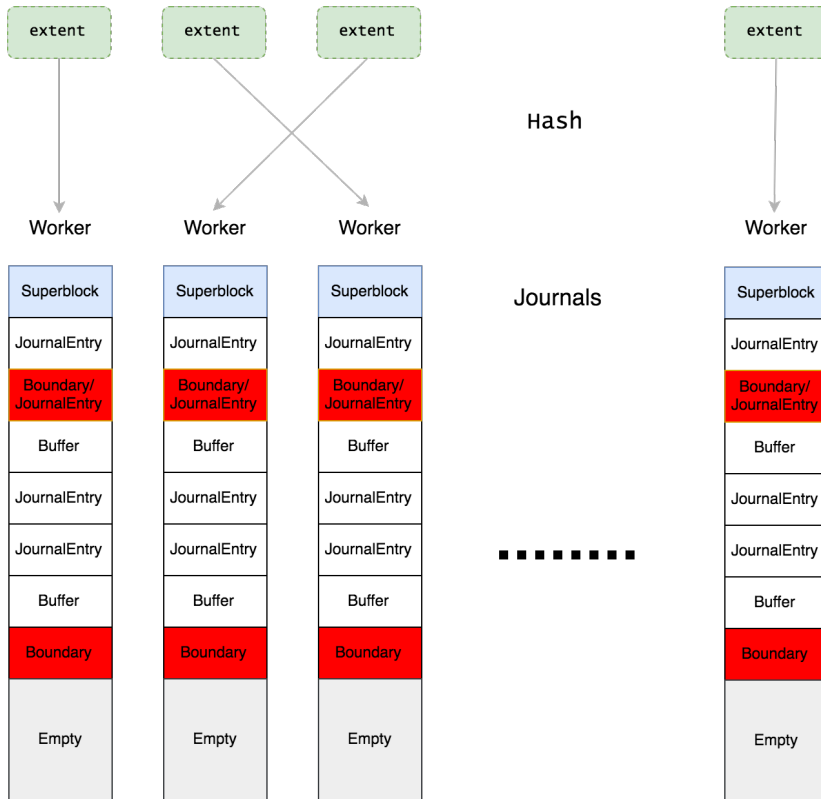 extent extent extent extent
Hash
Worker Worker Worker Worker
Superblock Superblock Superblock Journals Superblock
JournalEntry JournalEntry JournalEntry JournalEntry
Boundary/ Boundary/ Boundary/ Boundary/
JournalEntry JournalEntry JournalEntry JournalEntry
Buffer Buffer Buffer Buffer
JournalEntry JournalEntry JournalEntry JournalEntry
JournalEntry JournalEntry JournalEntry JournalEntry
Buffer Buffer Buffer Buffer
Boundary Boundary Boundary Boundary
Empty Empty Empty Empty